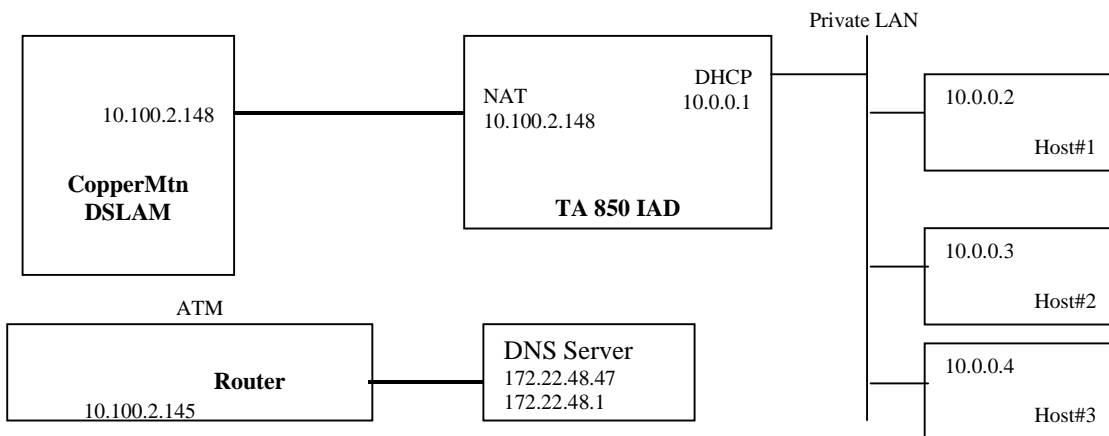 Private LAN
10.100.2.148
CopperMtn
DSLAM
NAT
10.100.2.148
DHCP
10.0.0.1
TA 850 IAD
10.0.0.2
Host#1
10.0.0.3
Host#2
10.0.0.4
Host#3
ATM
Router
10.100.2.145
DNS Server
172.22.48.47
172.22.48.1